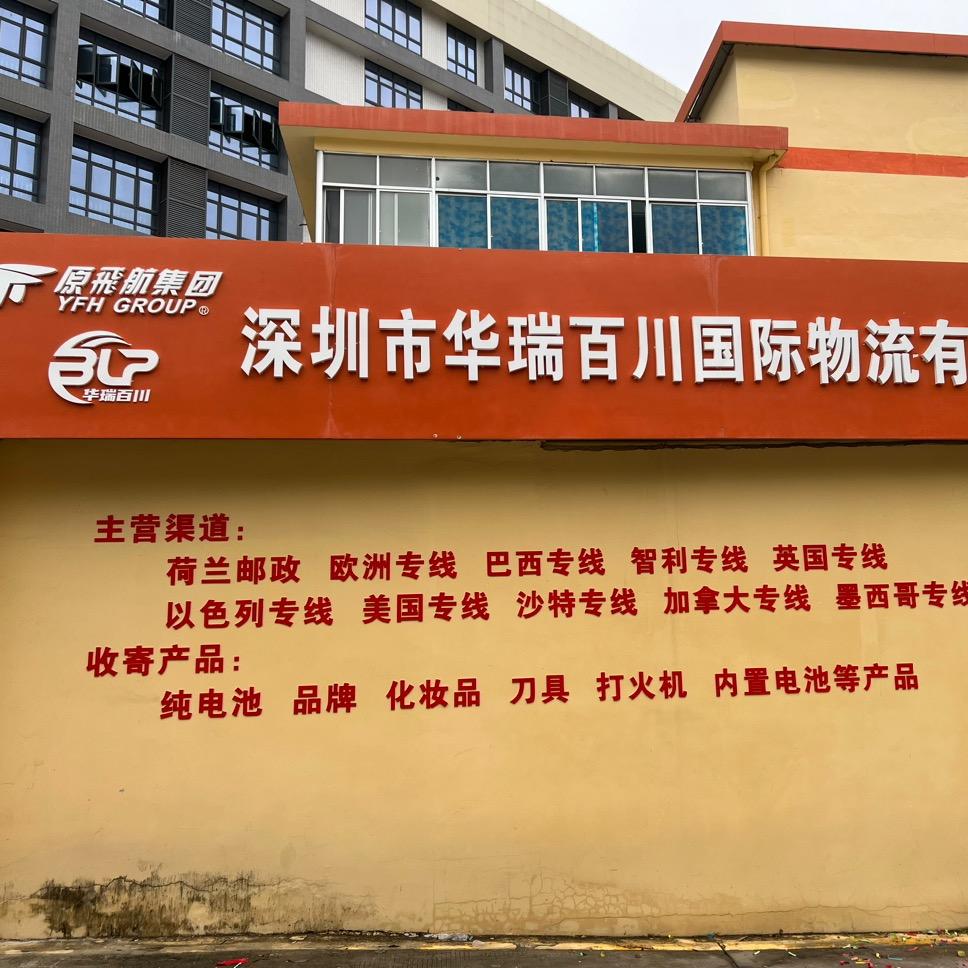 原飛航集团
YFH GROUP®
BCP
华瑞百川
深圳市华瑞百川国际物流有
主营渠道：
荷兰邮政 欧洲专线 巴西专线 智利专线 英国专线
以色列专线 美国专线 沙特专线 加拿大专线 墨西哥专线
收寄产品：
纯电池 品牌 化妆品 刀具 打火机 内置电池等产品